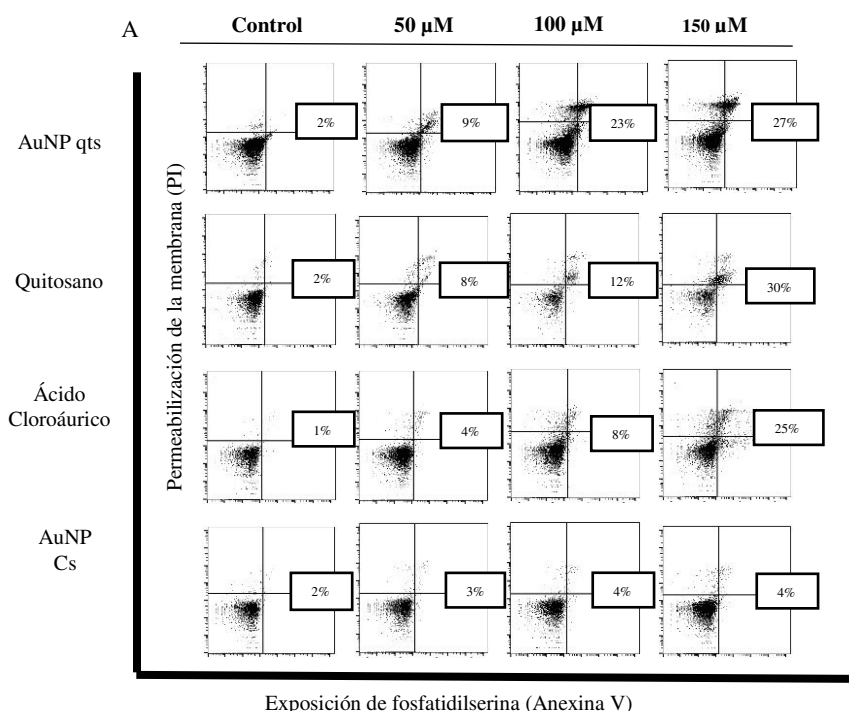 A
Control 50 µM 100 µM 150 µM
AuNP qts
2% 9% 23% 27%
Quitosano
2% 8% 12% 30%
Ácido
Cloroáurico
1% 4% 8% 25%
AuNP
Cs
2% 3% 4% 4%
Permeabilización de la membrana (PI)
Exposición de fosfatidilserina (Anexina V)